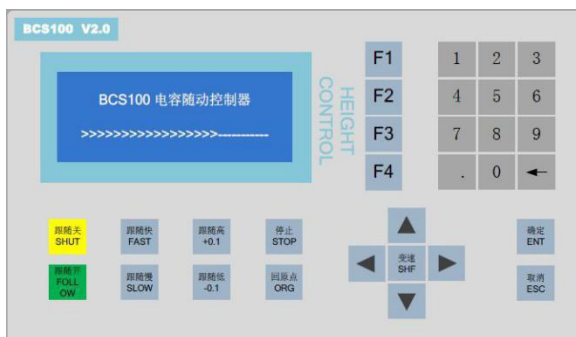 BCS100 V2.0
BCS100 电容随动控制器
>>>>>>>>>>>>>>>>>-----------
HEIGHT
CONTROL
F1
F2
F3
F4
1 2 3
4 5 6
7 8 9
. 0 ←
跟随关
SHUT
跟随快
FAST
跟随高
+0.1
停止
STOP
跟随开
FOLL
OW
跟随慢
SLOW
跟随低
-0.1
回原点
ORG
▲
◀
变速
SHF
▶
▼
确定
ENT
取消
ESC